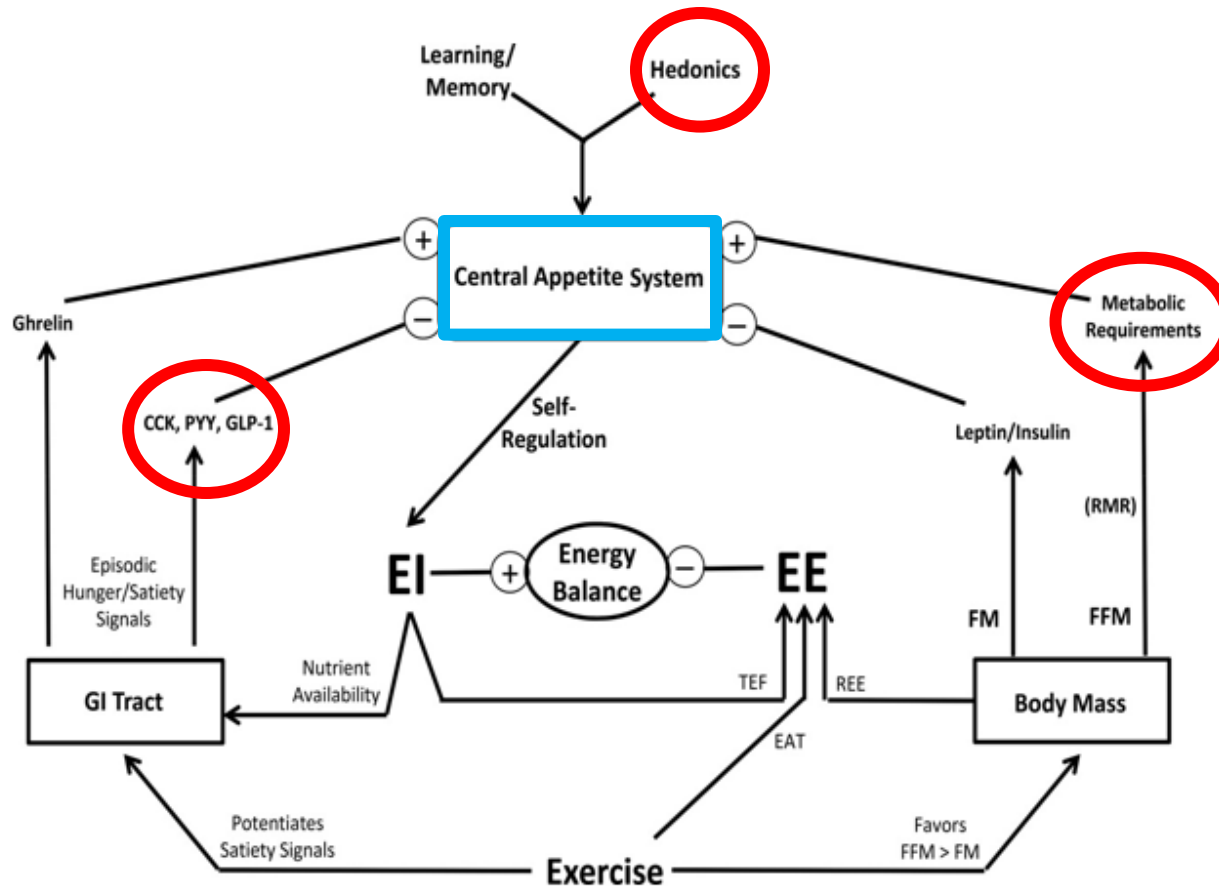 Learning/
Memory
Hedonics
+
+
Central Appetite System
−
−
Ghrelin
Metabolic
Requirements
CCK, PYY, GLP-1
Self-
Regulation
Leptin/Insulin
(RMR)
Episodic
Hunger/Satiety
Signals
EI
+
Energy
Balance
−
EE
FM
FFM
Nutrient
Availability
TEF
REE
GI Tract
Body Mass
EAT
Potentiates
Satiety Signals
Favors
FFM > FM
Exercise